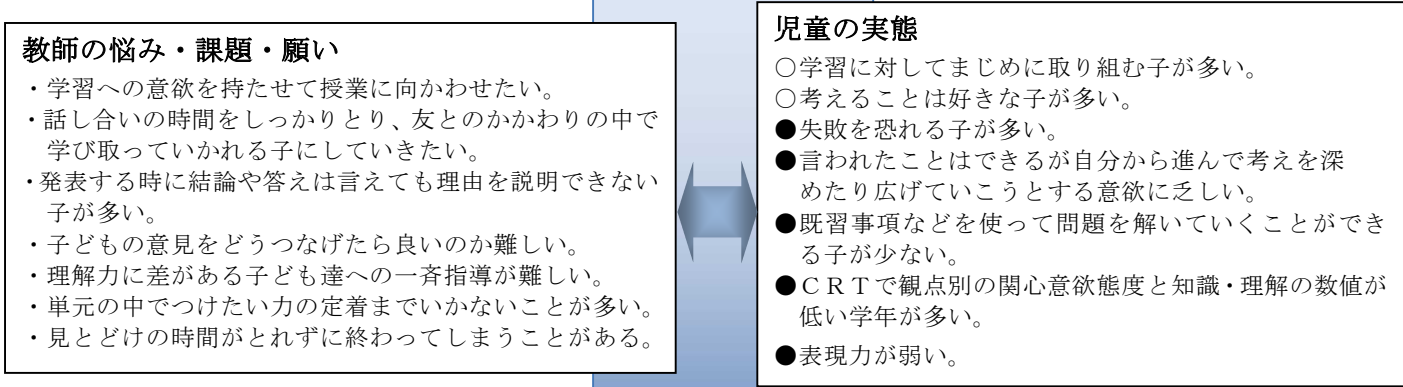 教師の悩み・課題・願い
・学習への意欲を持たせて授業に向かわせたい。
・話し合いの時間をしっかりとり、友とのかかわりの中で
学び取っていかれる子にしていきたい。
・発表する時に結論や答えは言えても理由を説明できない
子が多い。
・子どもの意見をどうつなげたら良いのか難しい。
・理解力に差がある子ども達への一斉指導が難しい。
・単元の中でつけたい力の定着までいかないことが多い。
・見とどけの時間がとれずに終わってしまうことがある。
児童の実態
○学習に対してまじめに取り組む子が多い。
○考えることは好きな子が多い。
●失敗を恐れる子が多い。
●言われたことはできるが自分から進んで考えを深
めたり広げていこうとする意欲に乏しい。
●既習事項などを使って問題を解いていくことができ
る子が少ない。
●ＣＲＴで観点別の関心意欲態度と知識・理解の数値が
低い学年が多い。
●表現力が弱い。